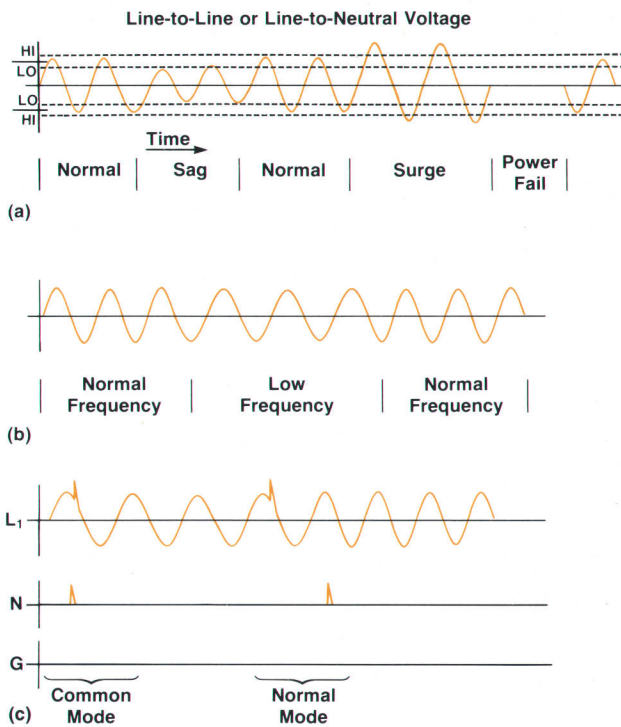 Line-to-Line or Line-to-Neutral Voltage
HI
LO
LO
HI
Time
Normal
Sag
Normal
Surge
Power
Fail
(a)
Normal
Frequency
Low
Frequency
Normal
Frequency
(b)
L₁
N
G
Common
Mode
Normal
Mode
(c)